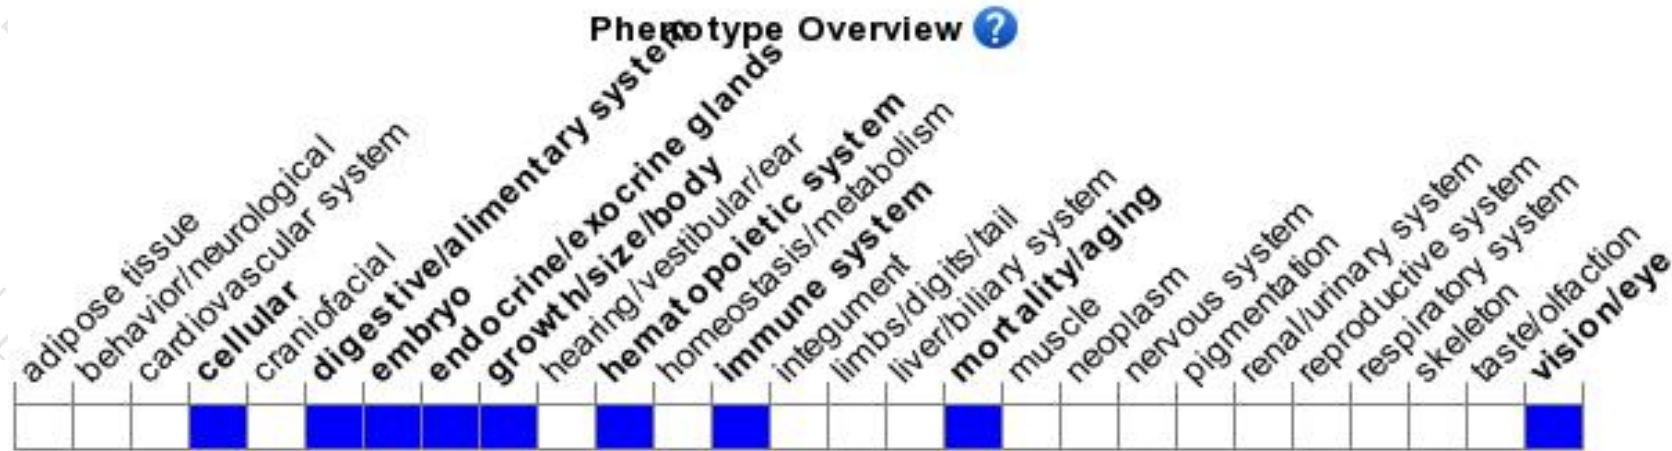 Phenotype Overview ?
adipose tissue
behavior/neurological
cardiovascular system
cellular
craniofacial
digestive/alimentary system
embryo
endocrine/exocrine glands
growth/size/body
hearing/vestibular/ear
hematopoietic system
homeostasis/metabolism
immune system
integument
limbs/digits/tail
liver/biliary system
mortality/aging
muscle
neoplasm
nervous system
pigmentation
renal/urinary system
reproductive system
respiratory system
skeleton
taste/olfaction
vision/eye